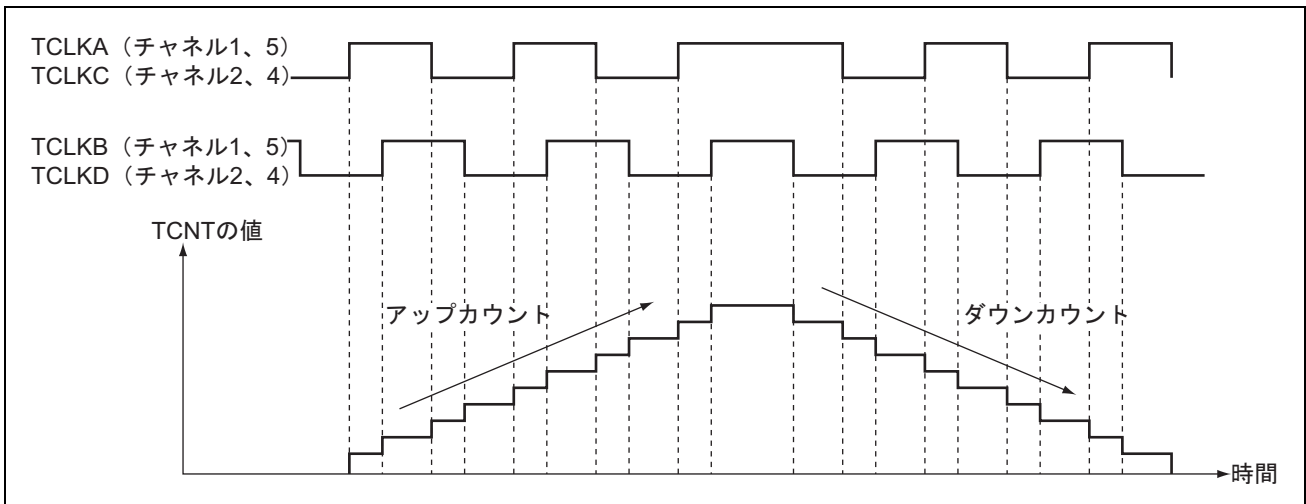 TCLKA（チャネル1、5）
TCLKC（チャネル2、4）
TCLKB（チャネル1、5）
TCLKD（チャネル2、4）
TCNTの値
アップカウント
ダウンカウント
時間